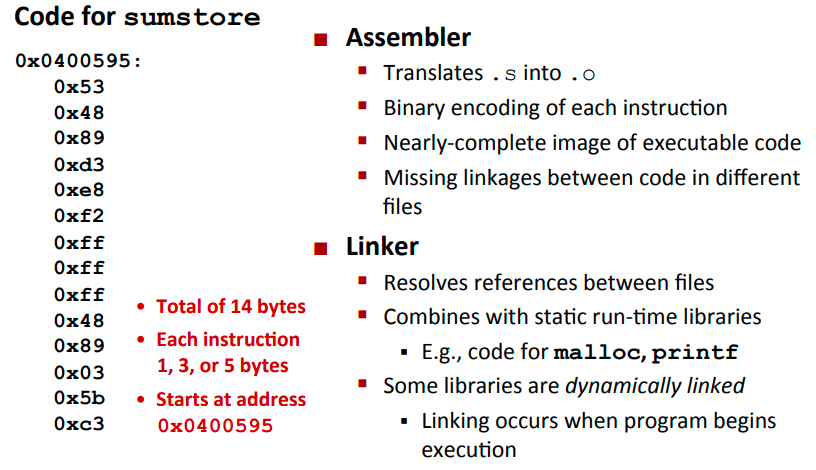 Code for sumstore
0x0400595:
0x53
0x48
0x89
0xd3
0xe8
0xf2
0xff
0xff
0xff
0x48
0x89
0x03
0x5b
0xc3
• Total of 14 bytes
• Each instruction
1, 3, or 5 bytes
• Starts at address
0x0400595
■ Assembler
▪ Translates .s into .o
▪ Binary encoding of each instruction
▪ Nearly-complete image of executable code
▪ Missing linkages between code in different
files
■ Linker
▪ Resolves references between files
▪ Combines with static run-time libraries
▪ E.g., code for malloc, printf
▪ Some libraries are dynamically linked
▪ Linking occurs when program begins
execution